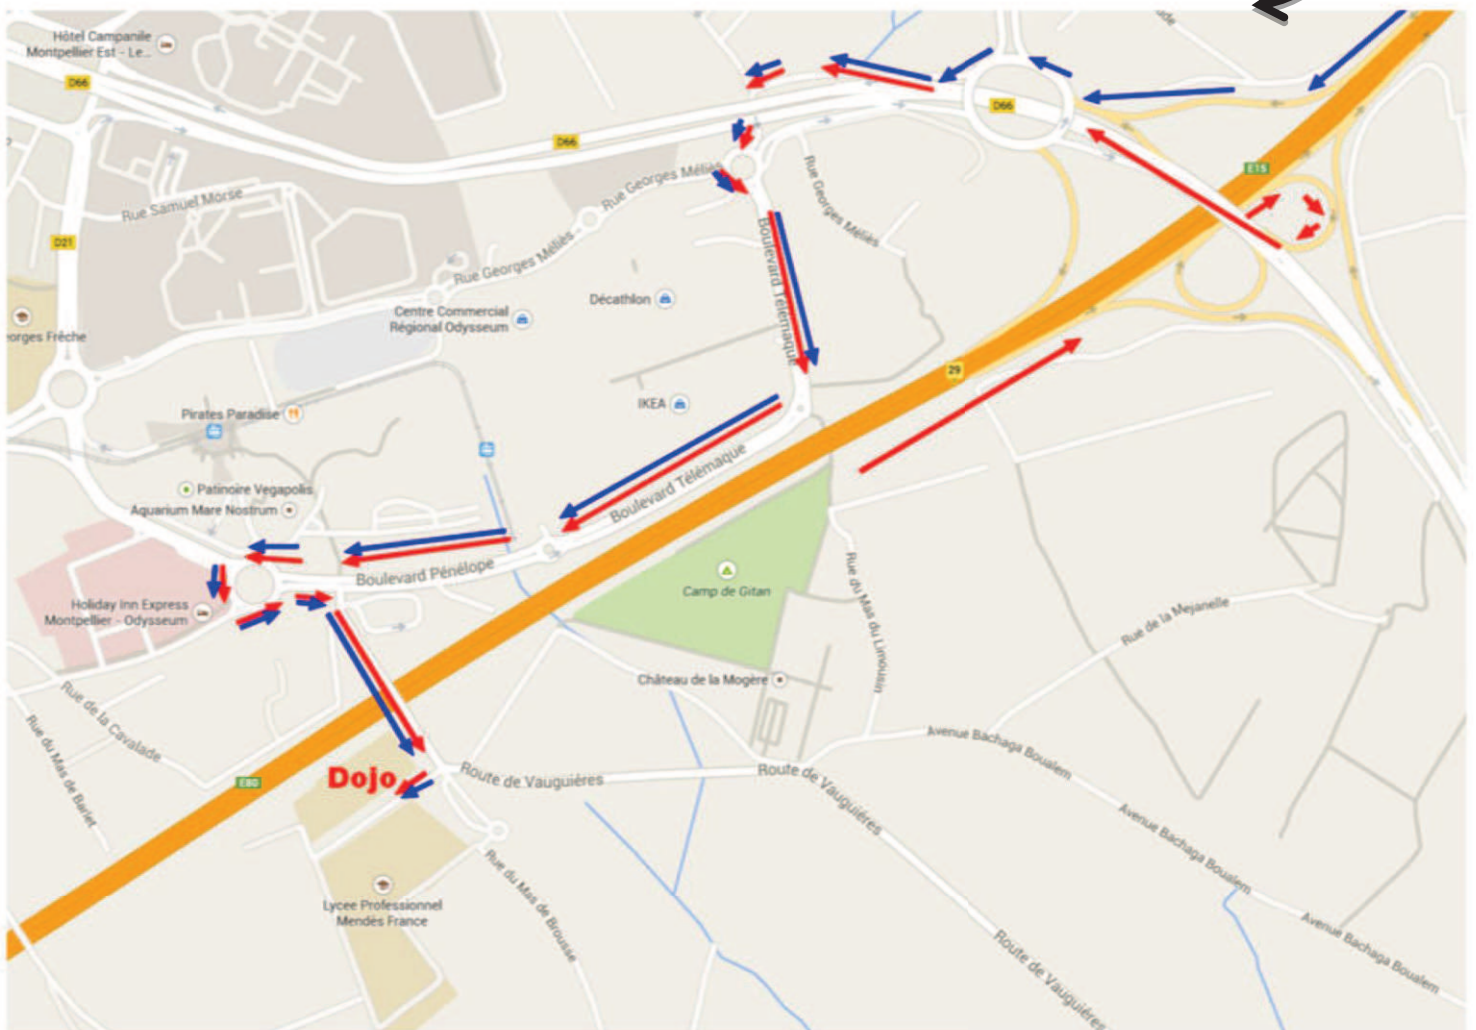 Hôtel Campanile
Montpellier Est - Le...
D66
D66
D66
E15
Rue Georges Méliès
Rue Georges Méliès
Rue Samuel Morse
D21
Boulevard Télémaque
Rue Georges Méliès
Décathlon
Centre Commercial
Régional Odysseum
orges Frêche
29
IKEA
Pirates Paradise
Boulevard Télémaque
Patinoire Vegapolis
Aquarium Mare Nostrum
Boulevard Pénélope
Camp de Gitan
Rue du Mas du Limousin
Holiday Inn Express
Montpellier - Odysseum
Rue de la Mejanelle
Château de la Mogère
Rue de la Cavalade
Rue du Mas de Barlet
Avenue Bachaga Boualem
E80
Dojo
Route de Vauguières
Route de Vauguières
Avenue Bachaga Boualem
Rue du Mas de Brousse
Lycee Professionnel
Mendès France
Avenue Bachaga Boualem
Route de Vauguières